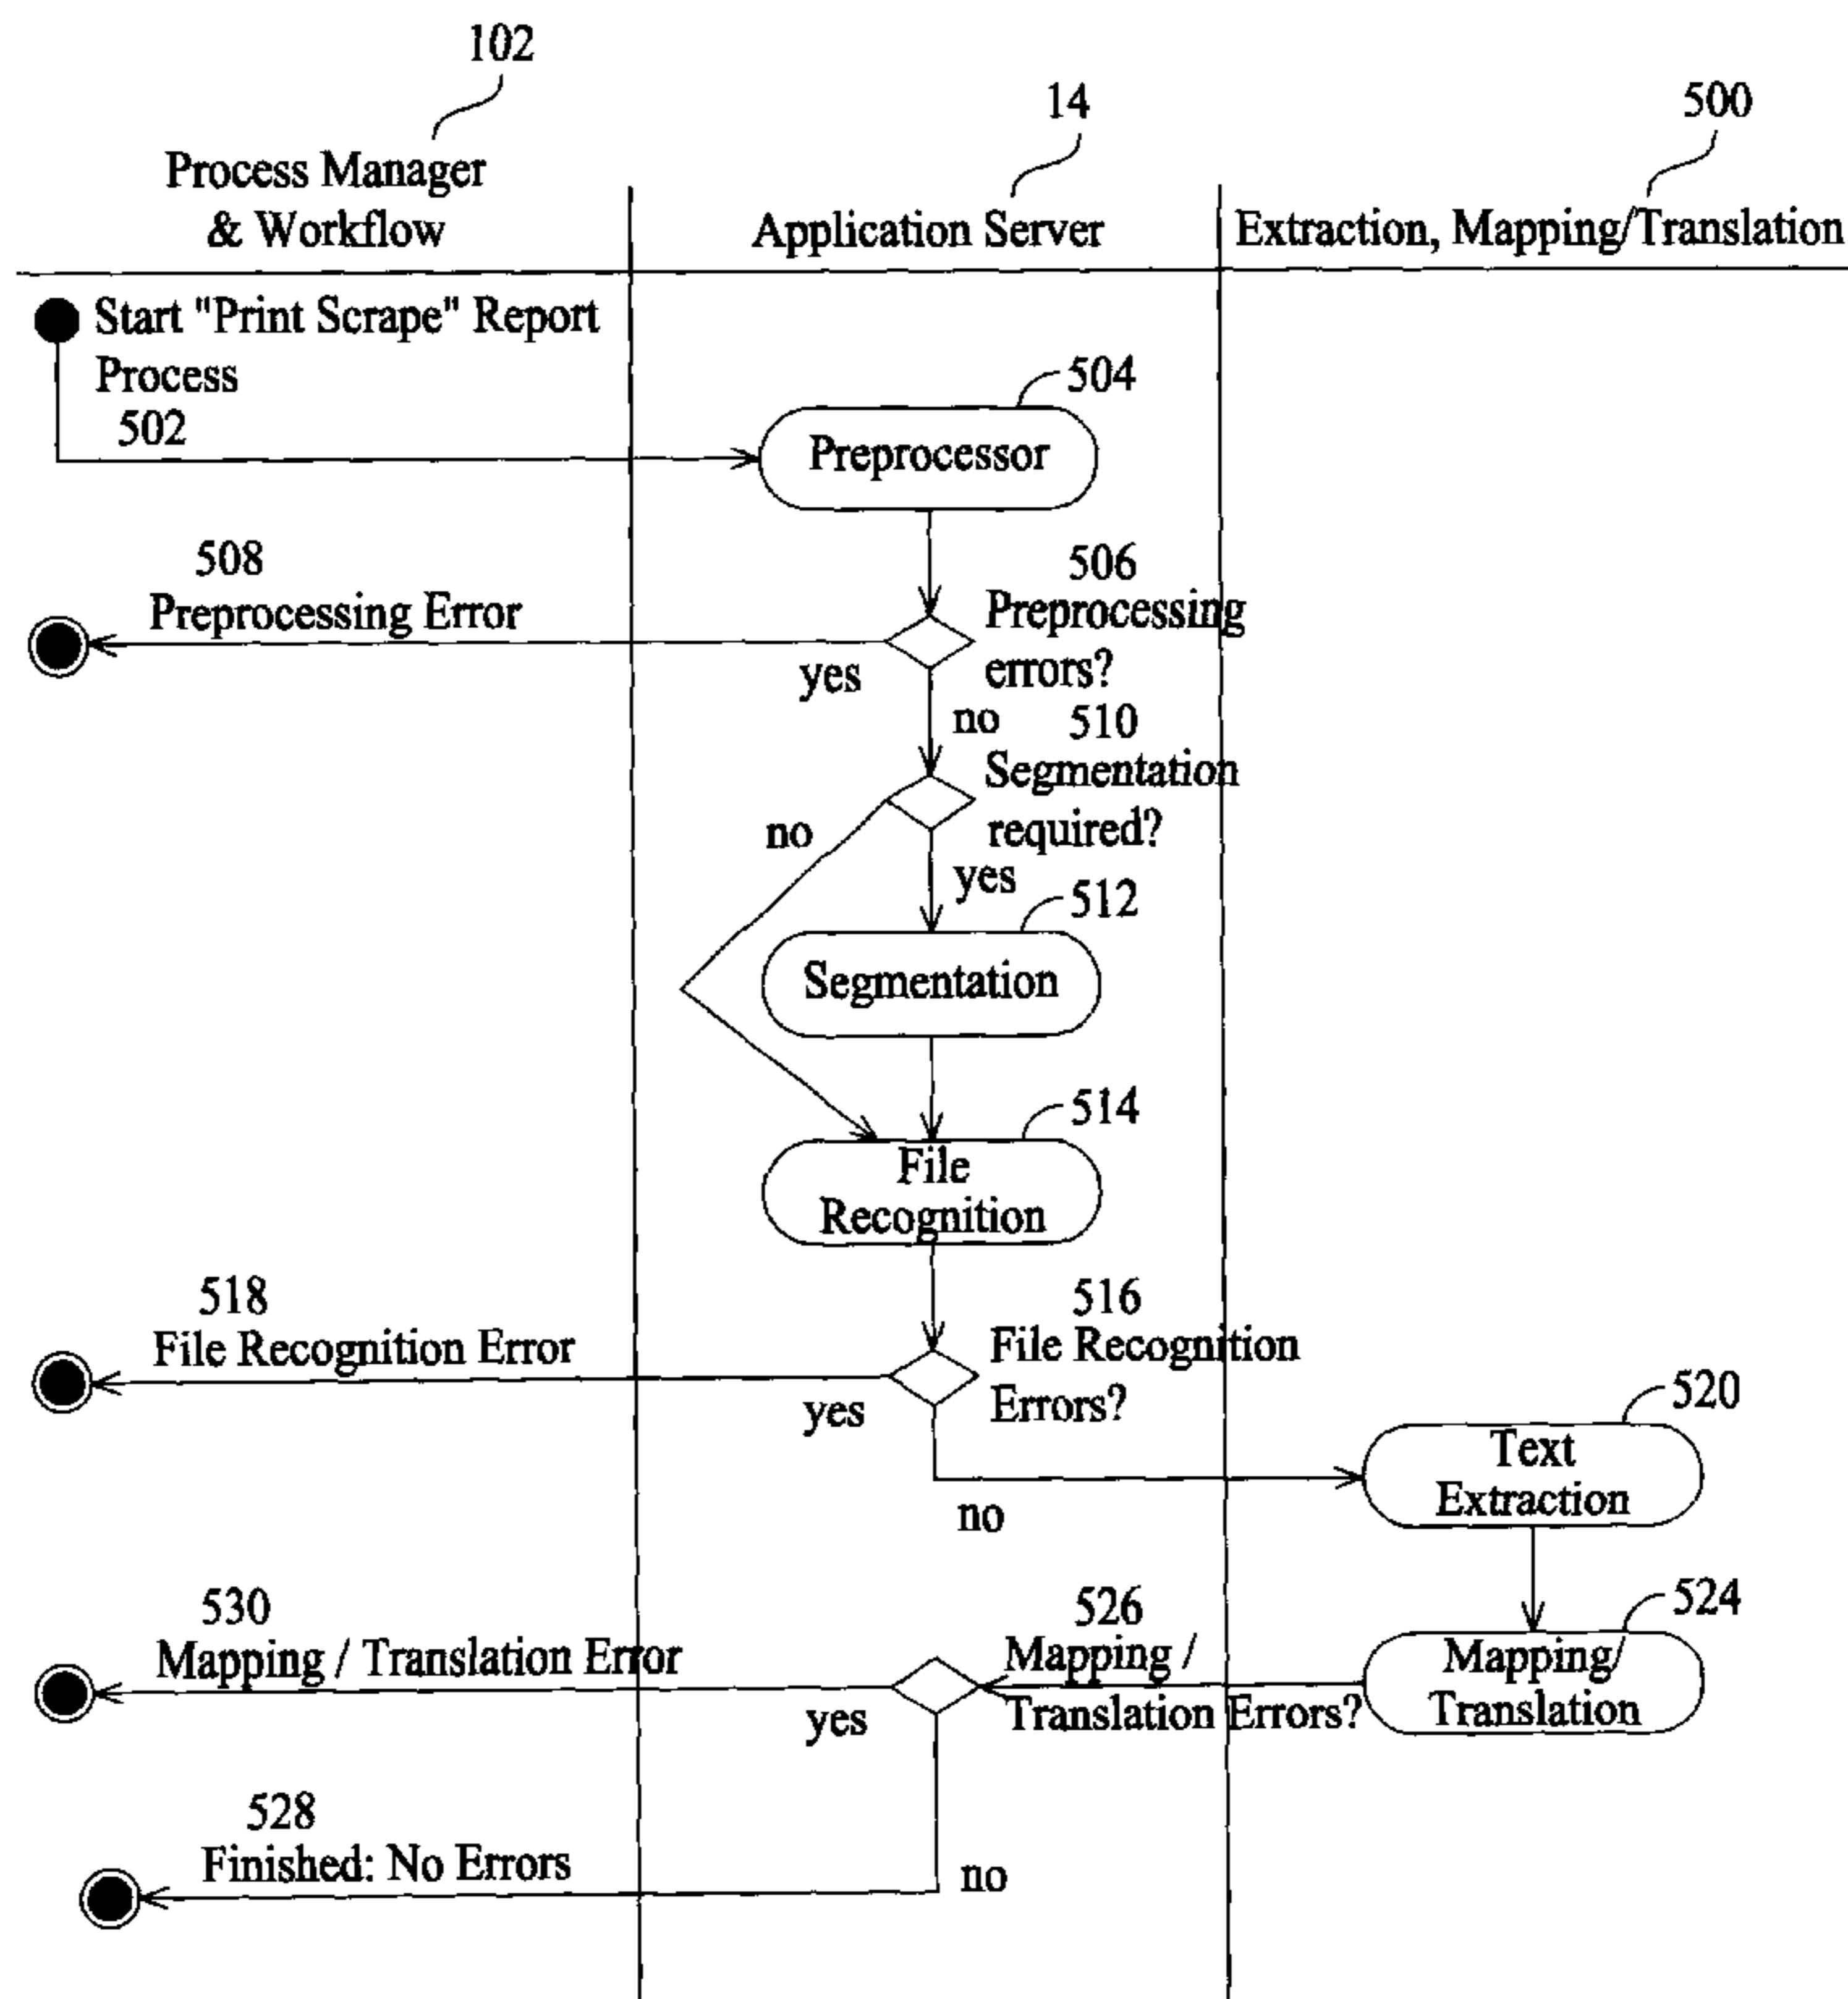 102
14
500
Process Manager
& Workflow
Application Server
Extraction, Mapping/Translation
Start "Print Scrape" Report
Process
502
504
Preprocessor
508
Preprocessing Error
506
Preprocessing
errors?
yes
no
510
Segmentation
required?
no
yes
512
Segmentation
514
File
Recognition
518
File Recognition Error
516
File Recognition
Errors?
yes
no
520
Text
Extraction
530
Mapping / Translation Error
526
Mapping /
Translation Errors?
524
Mapping/
Translation
yes
528
Finished: No Errors
no